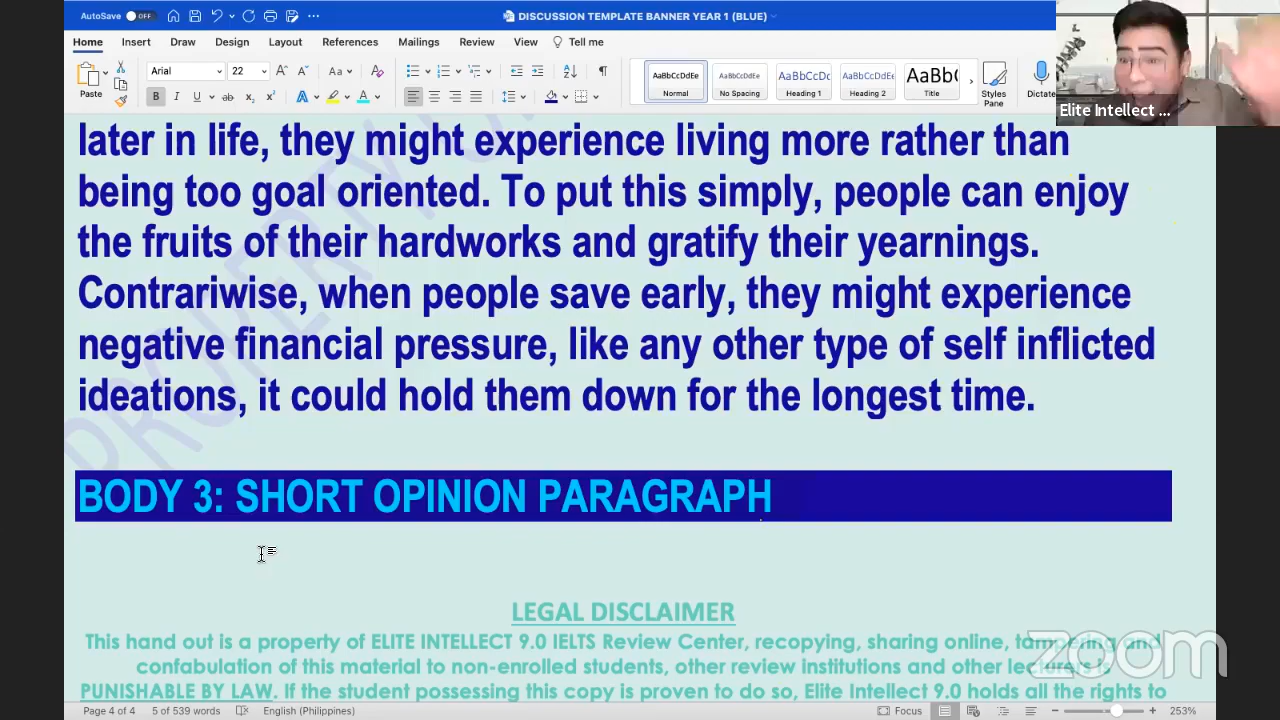 AutoSave OFF
DISCUSSION TEMPLATE BANNER YEAR 1 (BLUE)
Home Insert Draw Design Layout References Mailings Review View Tell me
Paste
Arial
22
AaBbCcDdEe
Normal
AaBbCcDdEe
No Spacing
AaBbCcDc
Heading 1
AaBbCcDdEe
Heading 2
AaBb(
Title
Styles
Pane
Dictate
Elite Intellect ...
later in life, they might experience living more rather than
being too goal oriented. To put this simply, people can enjoy
the fruits of their hardworks and gratify their yearnings.
Contrariwise, when people save early, they might experience
negative financial pressure, like any other type of self inflicted
ideations, it could hold them down for the longest time.
BODY 3: SHORT OPINION PARAGRAPH
LEGAL DISCLAIMER
This hand out is a property of ELITE INTELLECT 9.0 IELTS Review Center, recopying, sharing online, tampering and
confabulation of this material to non-enrolled students, other review institutions and other lecturers is
PUNISHABLE BY LAW. If the student possessing this copy is proven to do so, Elite Intellect 9.0 holds all the rights to
zoom
Page 4 of 4
5 of 539 words
English (Philippines)
Focus
253%